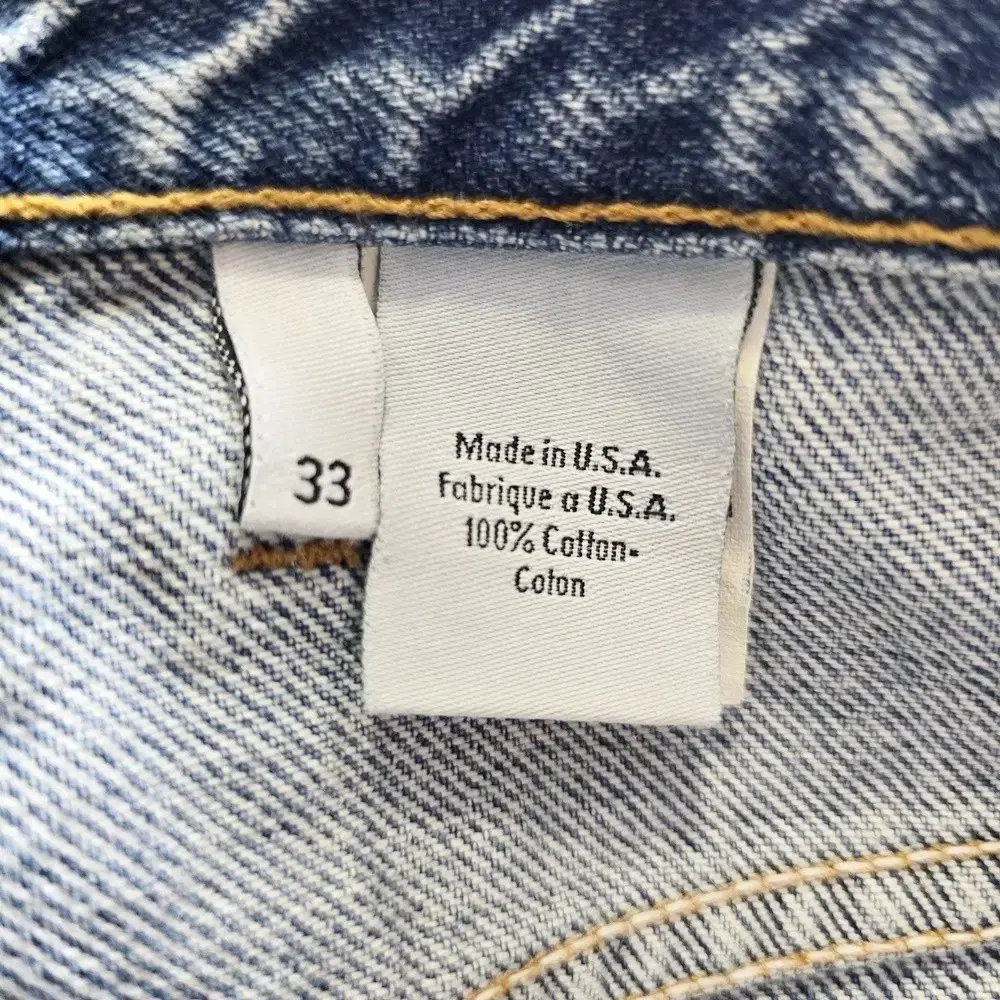 33
Made in U.S.A.
Fabrique a U.S.A.
100% Cotton-
Coton